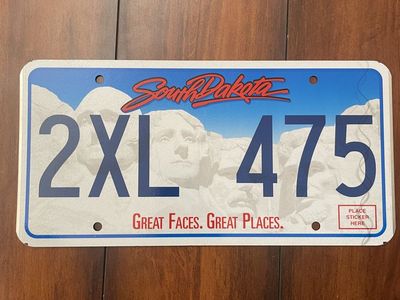 South Dakota
2XL 475
GREAT FACES. GREAT PLACES.
PLACE
STICKER
HERE